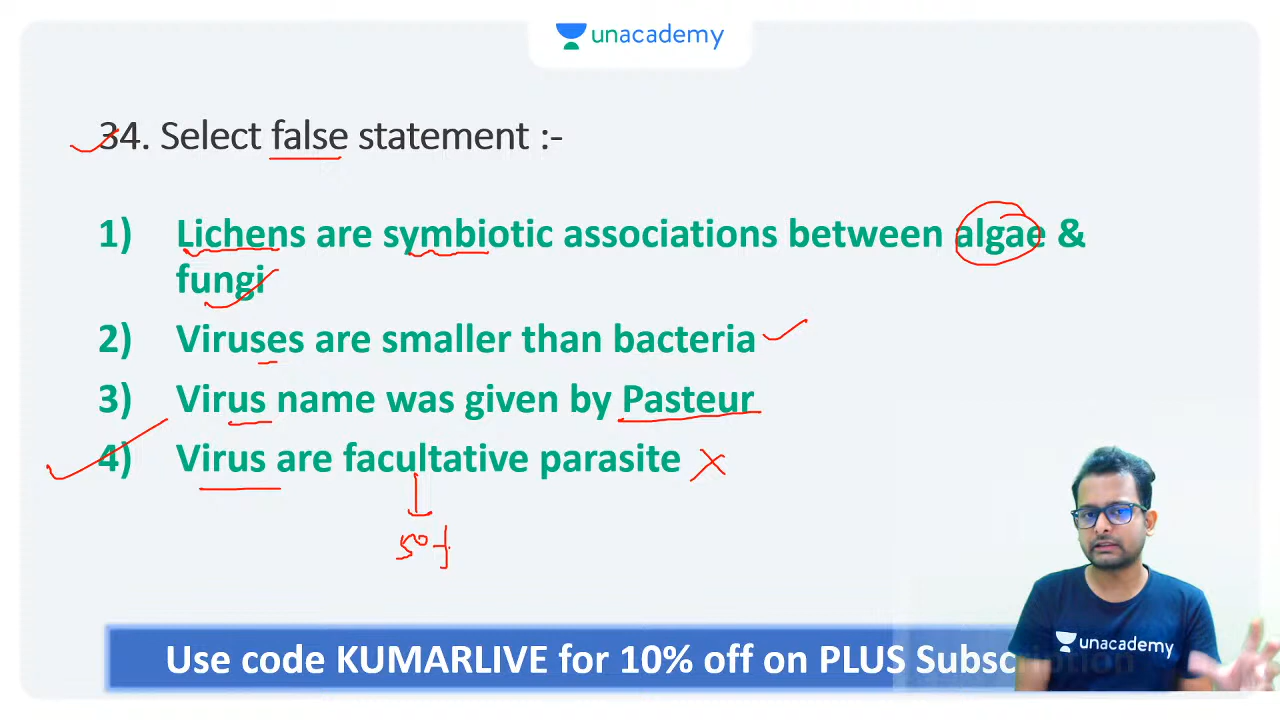 unacademy
34. Select false statement :-
1) Lichens are symbiotic associations between algae &
fungi
2) Viruses are smaller than bacteria
3) Virus name was given by Pasteur
4) Virus are facultative parasite
unacademy
Use code KUMARLIVE for 10% off on PLUS Subscription